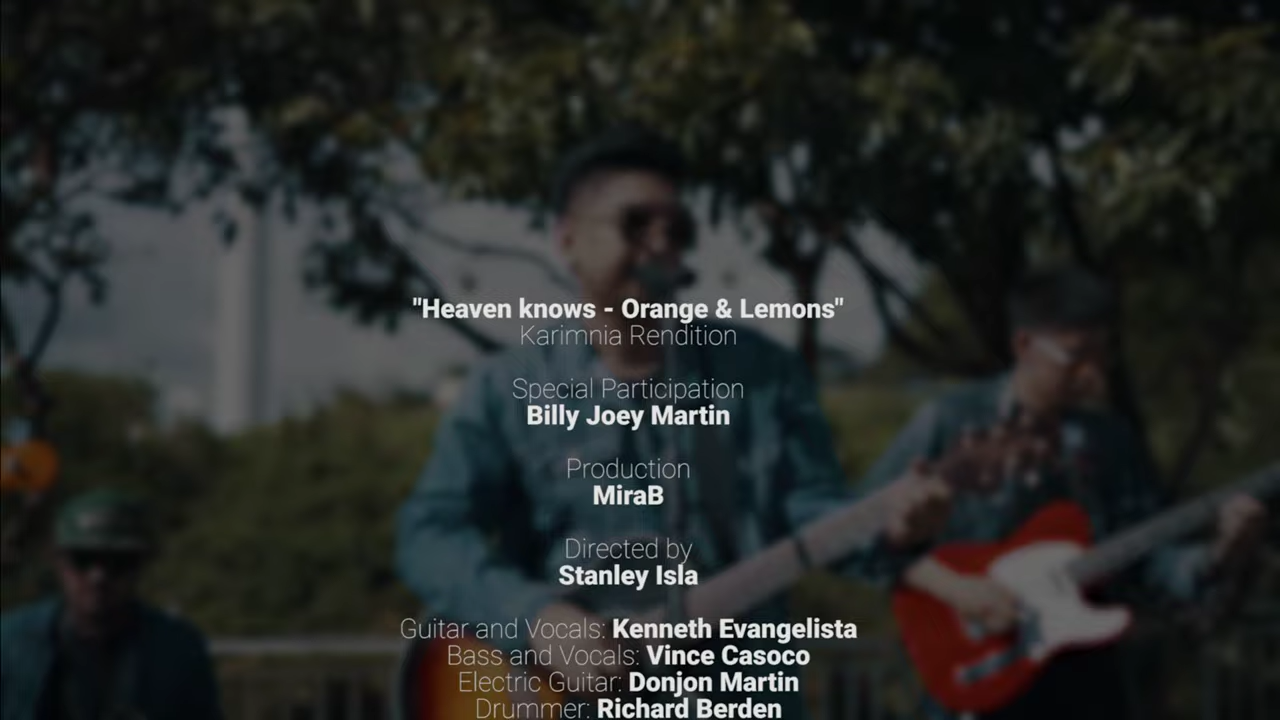 "Heaven knows - Orange & Lemons"
Karimnia Rendition
Special Participation
Billy Joey Martin
Production
MiraB
Directed by
Stanley Isla
Guitar and Vocals: Kenneth Evangelista
Bass and Vocals: Vince Casoco
Electric Guitar: Donjon Martin
Drummer: Richard Berden